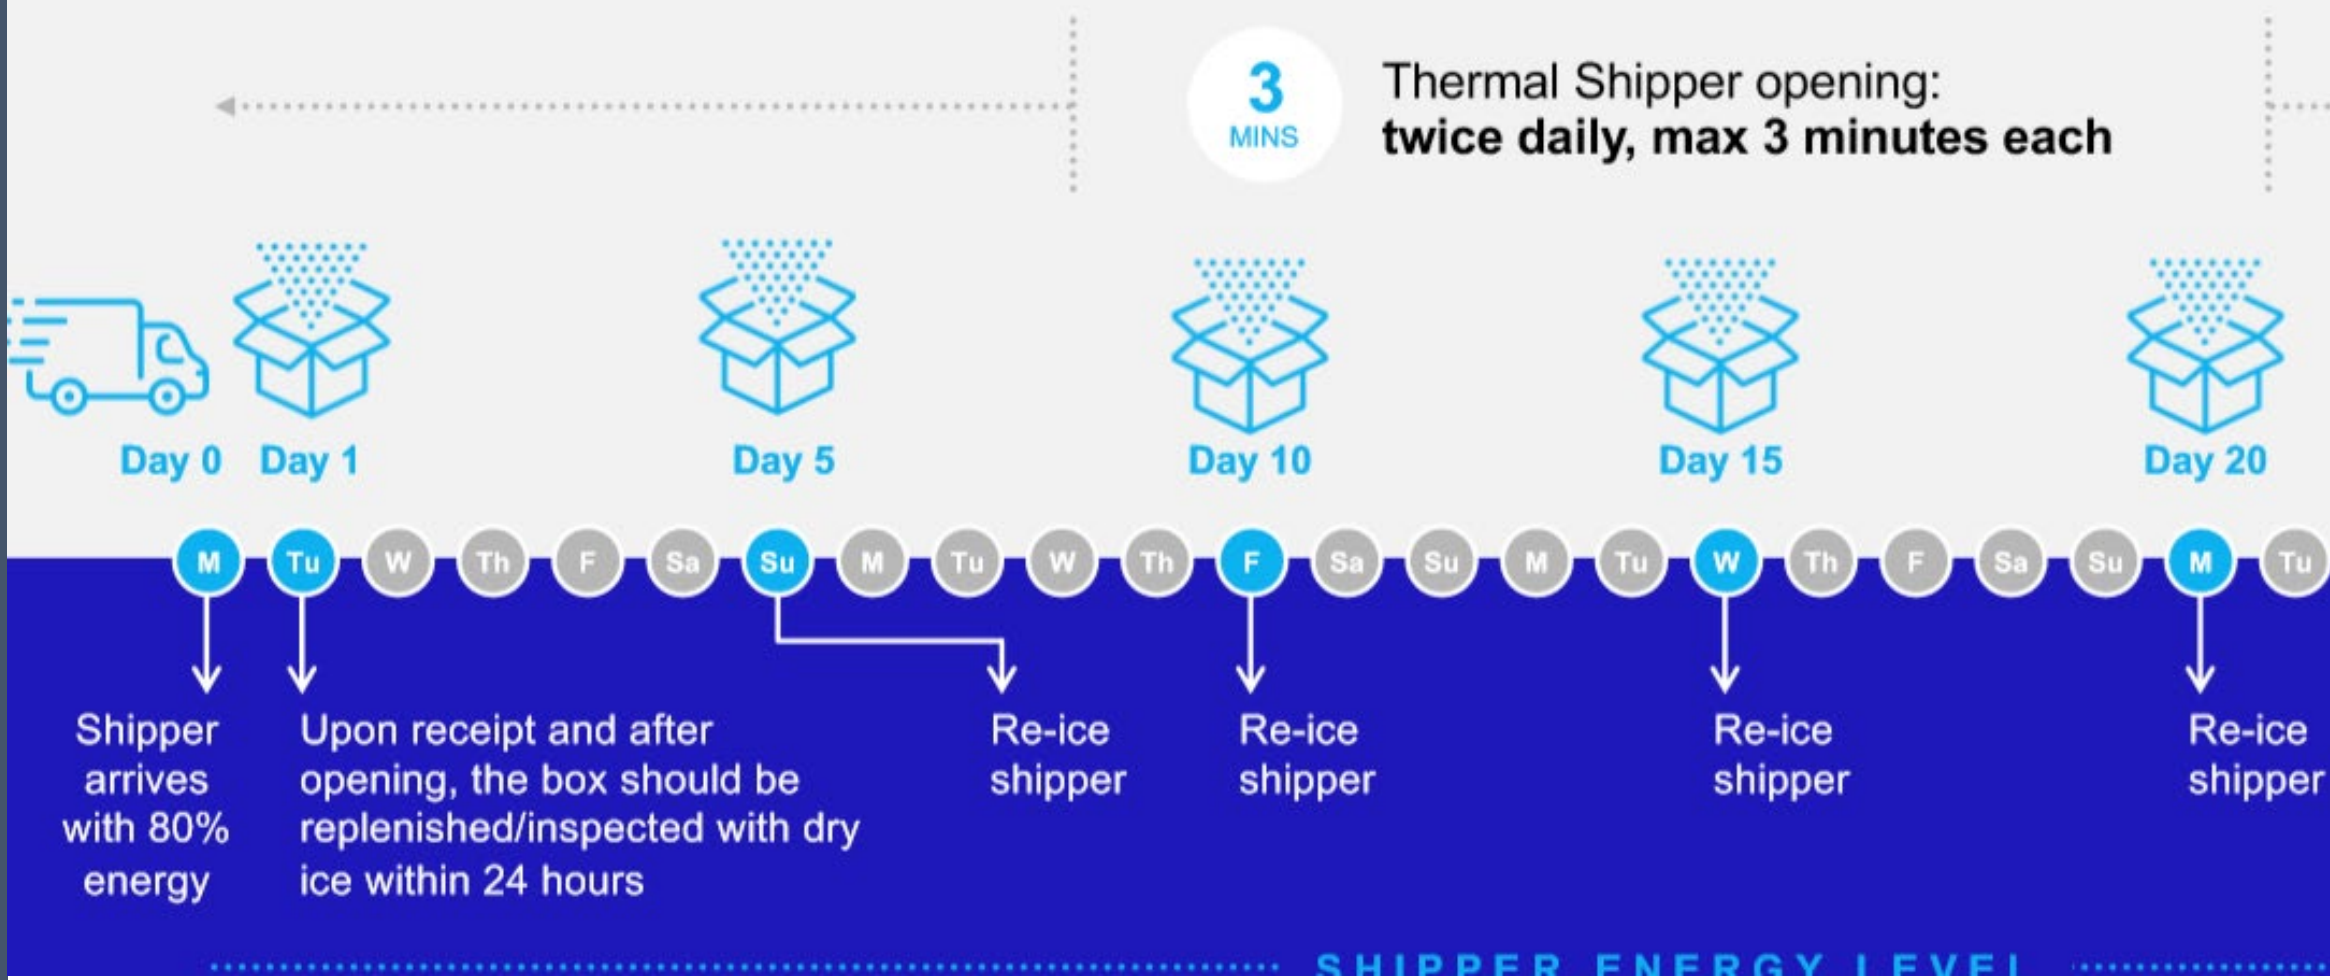 3
MINS
Thermal Shipper opening:
twice daily, max 3 minutes each
Day 0
Day 1
Day 5
Day 10
Day 15
Day 20
M Tu W Th F Sa Su M Tu W Th F Sa Su M Tu W Th F Sa Su M Tu
Shipper
arrives
with 80%
energy
Upon receipt and after
opening, the box should be
replenished/inspected with dry
ice within 24 hours
Re-ice
shipper
Re-ice
shipper
Re-ice
shipper
Re-ice
shipper
SHIPPER ENERGY LEVEL